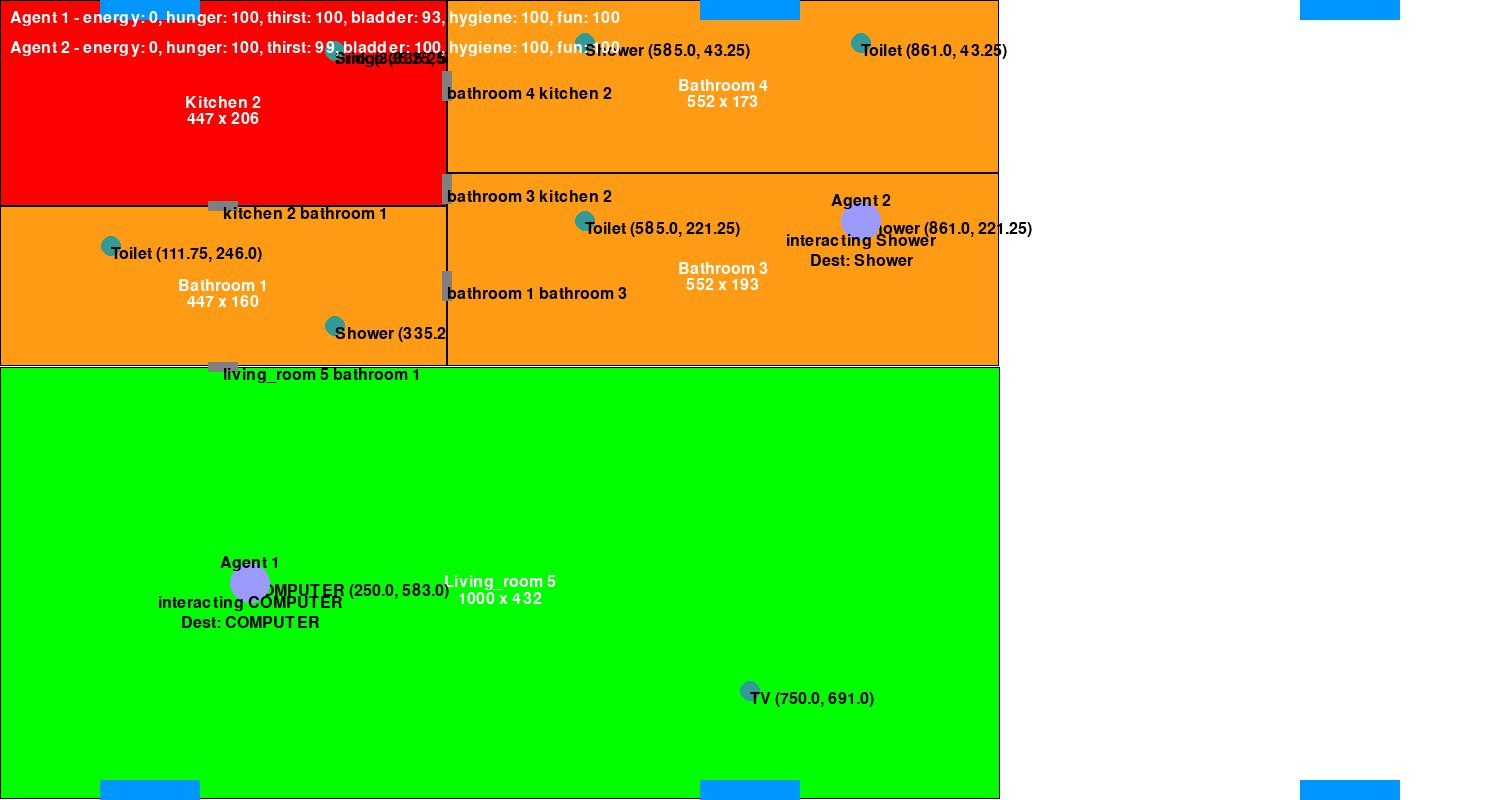 Agent 1 - energy: 0, hunger: 100, thirst: 100, bladder: 93, hygiene: 100, fun: 100
Agent 2 - energy: 0, hunger: 100, thirst: 99, bladder: 100, hygiene: 100, fun: 100
Shower (585.0, 43.25)
Toilet (861.0, 43.25)
Kitchen 2
447 x 206
bathroom 4 kitchen 2
Bathroom 4
552 x 173
bathroom 3 kitchen 2
kitchen 2 bathroom 1
Toilet (585.0, 221.25)
Agent 2
ower (861.0, 221.25)
interacting Shower
Dest: Shower
Toilet (111.75, 246.0)
Bathroom 1
447 x 160
Bathroom 3
552 x 193
bathroom 1 bathroom 3
Shower (335.2
living_room 5 bathroom 1
Agent 1
OMPUTER (250.0, 583.0)
interacting COMPUTER
Dest: COMPUTER
Living_room 5
1000 x 432
TV (750.0, 691.0)